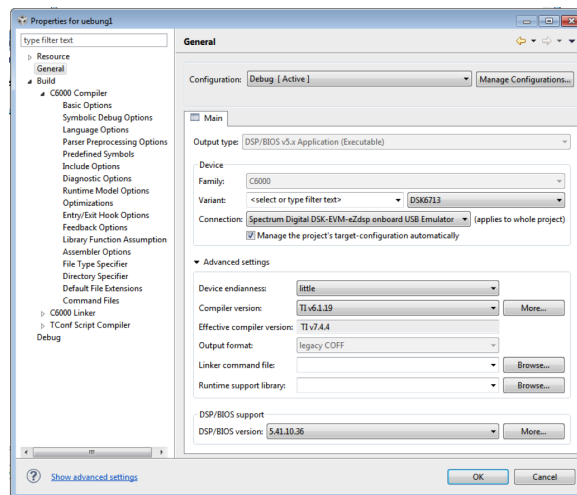 Properties for uebung1
type filter text
Resource
General
Build
C6000 Compiler
Basic Options
Symbolic Debug Options
Language Options
Parser Preprocessing Options
Predefined Symbols
Include Options
Diagnostic Options
Runtime Model Options
Optimizations
Entry/Exit Hook Options
Feedback Options
Library Function Assumption
Assembler Options
File Type Specifier
Directory Specifier
Default File Extensions
Command Files
C6000 Linker
TConf Script Compiler
Debug
General
Configuration: Debug [ Active ] Manage Configurations...
Main
Output type: DSP/BIOS v5.x Application (Executable)
Device
Family: C6000
Variant: <select or type filter text> DSK6713
Connection: Spectrum Digital DSK-EVM-eZdsp onboard USB Emulator (applies to whole project)
Manage the project's target-configuration automatically
Advanced settings
Device endianness: little
Compiler version: TI v6.1.19 More...
Effective compiler version: TI v7.4.4
Output format: legacy COFF
Linker command file: Browse...
Runtime support library: Browse...
DSP/BIOS support
DSP/BIOS version: 5.41.10.36 More...
Show advanced settings
OK Cancel